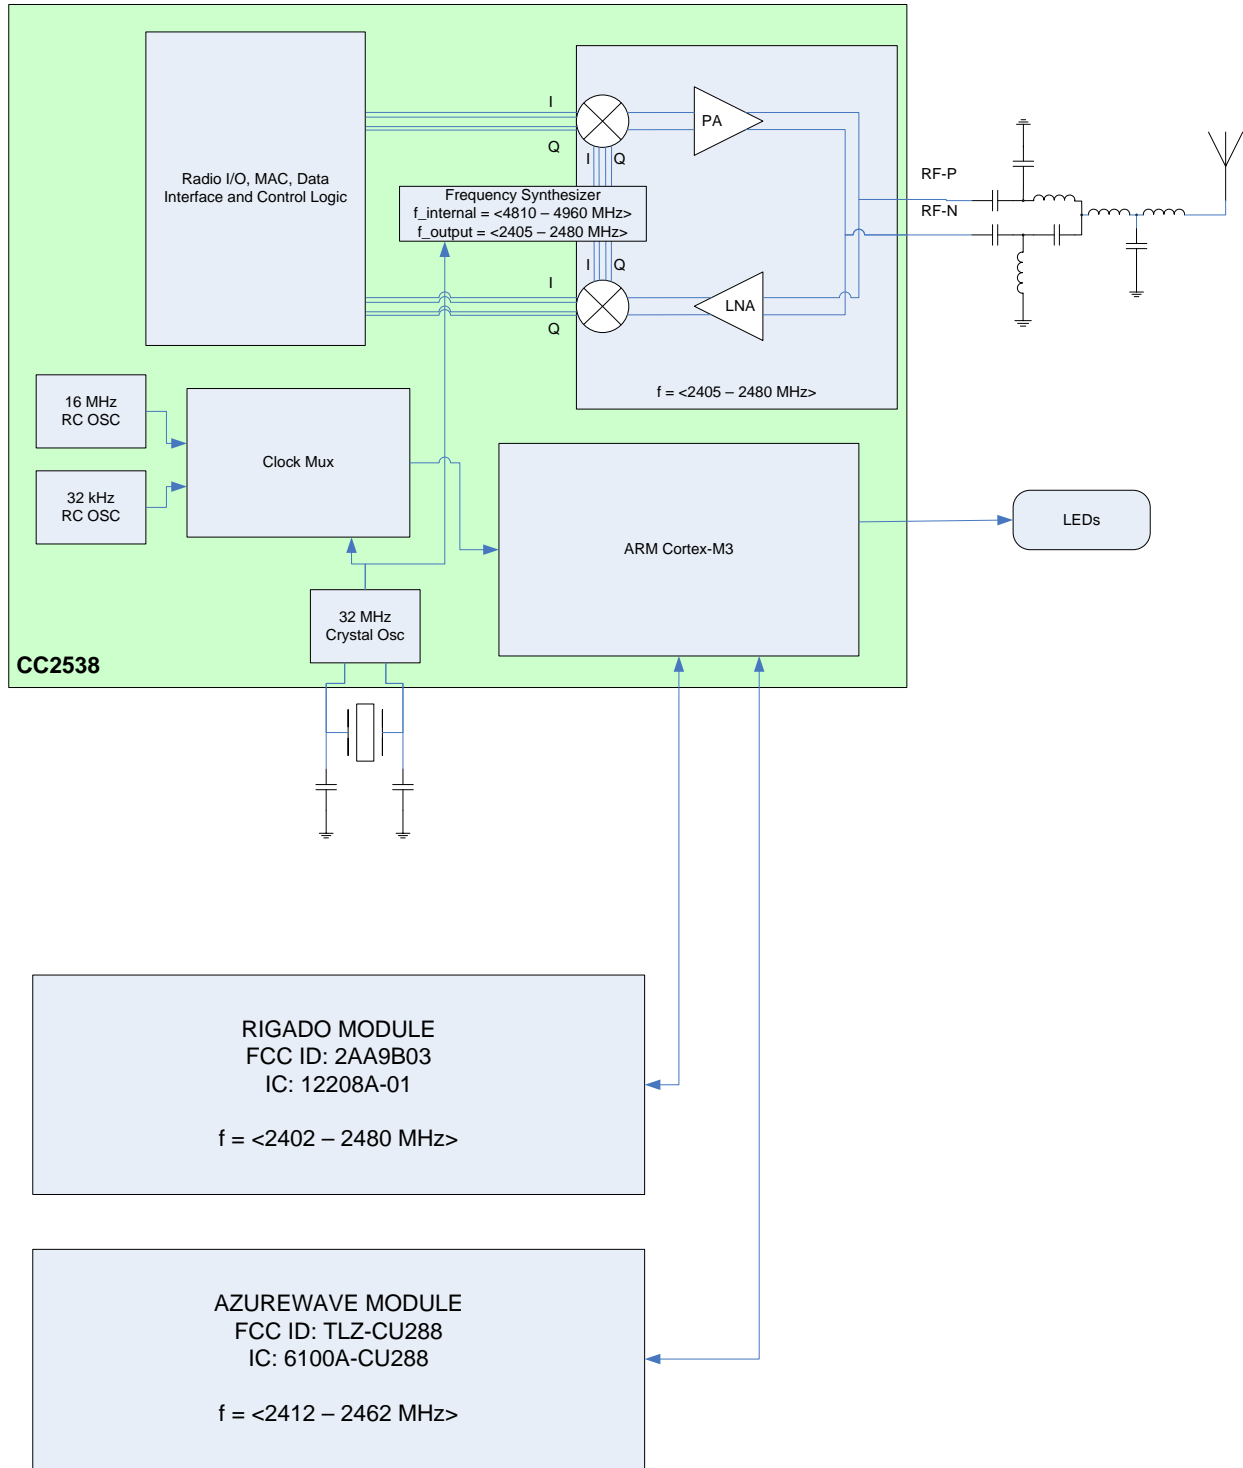 Radio I/O, MAC, Data
Interface and Control Logic
I
Q
I
Q
PA
Frequency Synthesizer
f_internal = <4810 – 4960 MHz>
f_output = <2405 – 2480 MHz>
I
Q
I
Q
LNA
f = <2405 – 2480 MHz>
RF-P
RF-N
16 MHz
RC OSC
32 kHz
RC OSC
Clock Mux
ARM Cortex-M3
LEDs
32 MHz
Crystal Osc
CC2538
RIGADO MODULE
FCC ID: 2AA9B03
IC: 12208A-01
f = <2402 – 2480 MHz>
AZUREWAVE MODULE
FCC ID: TLZ-CU288
IC: 6100A-CU288
f = <2412 – 2462 MHz>